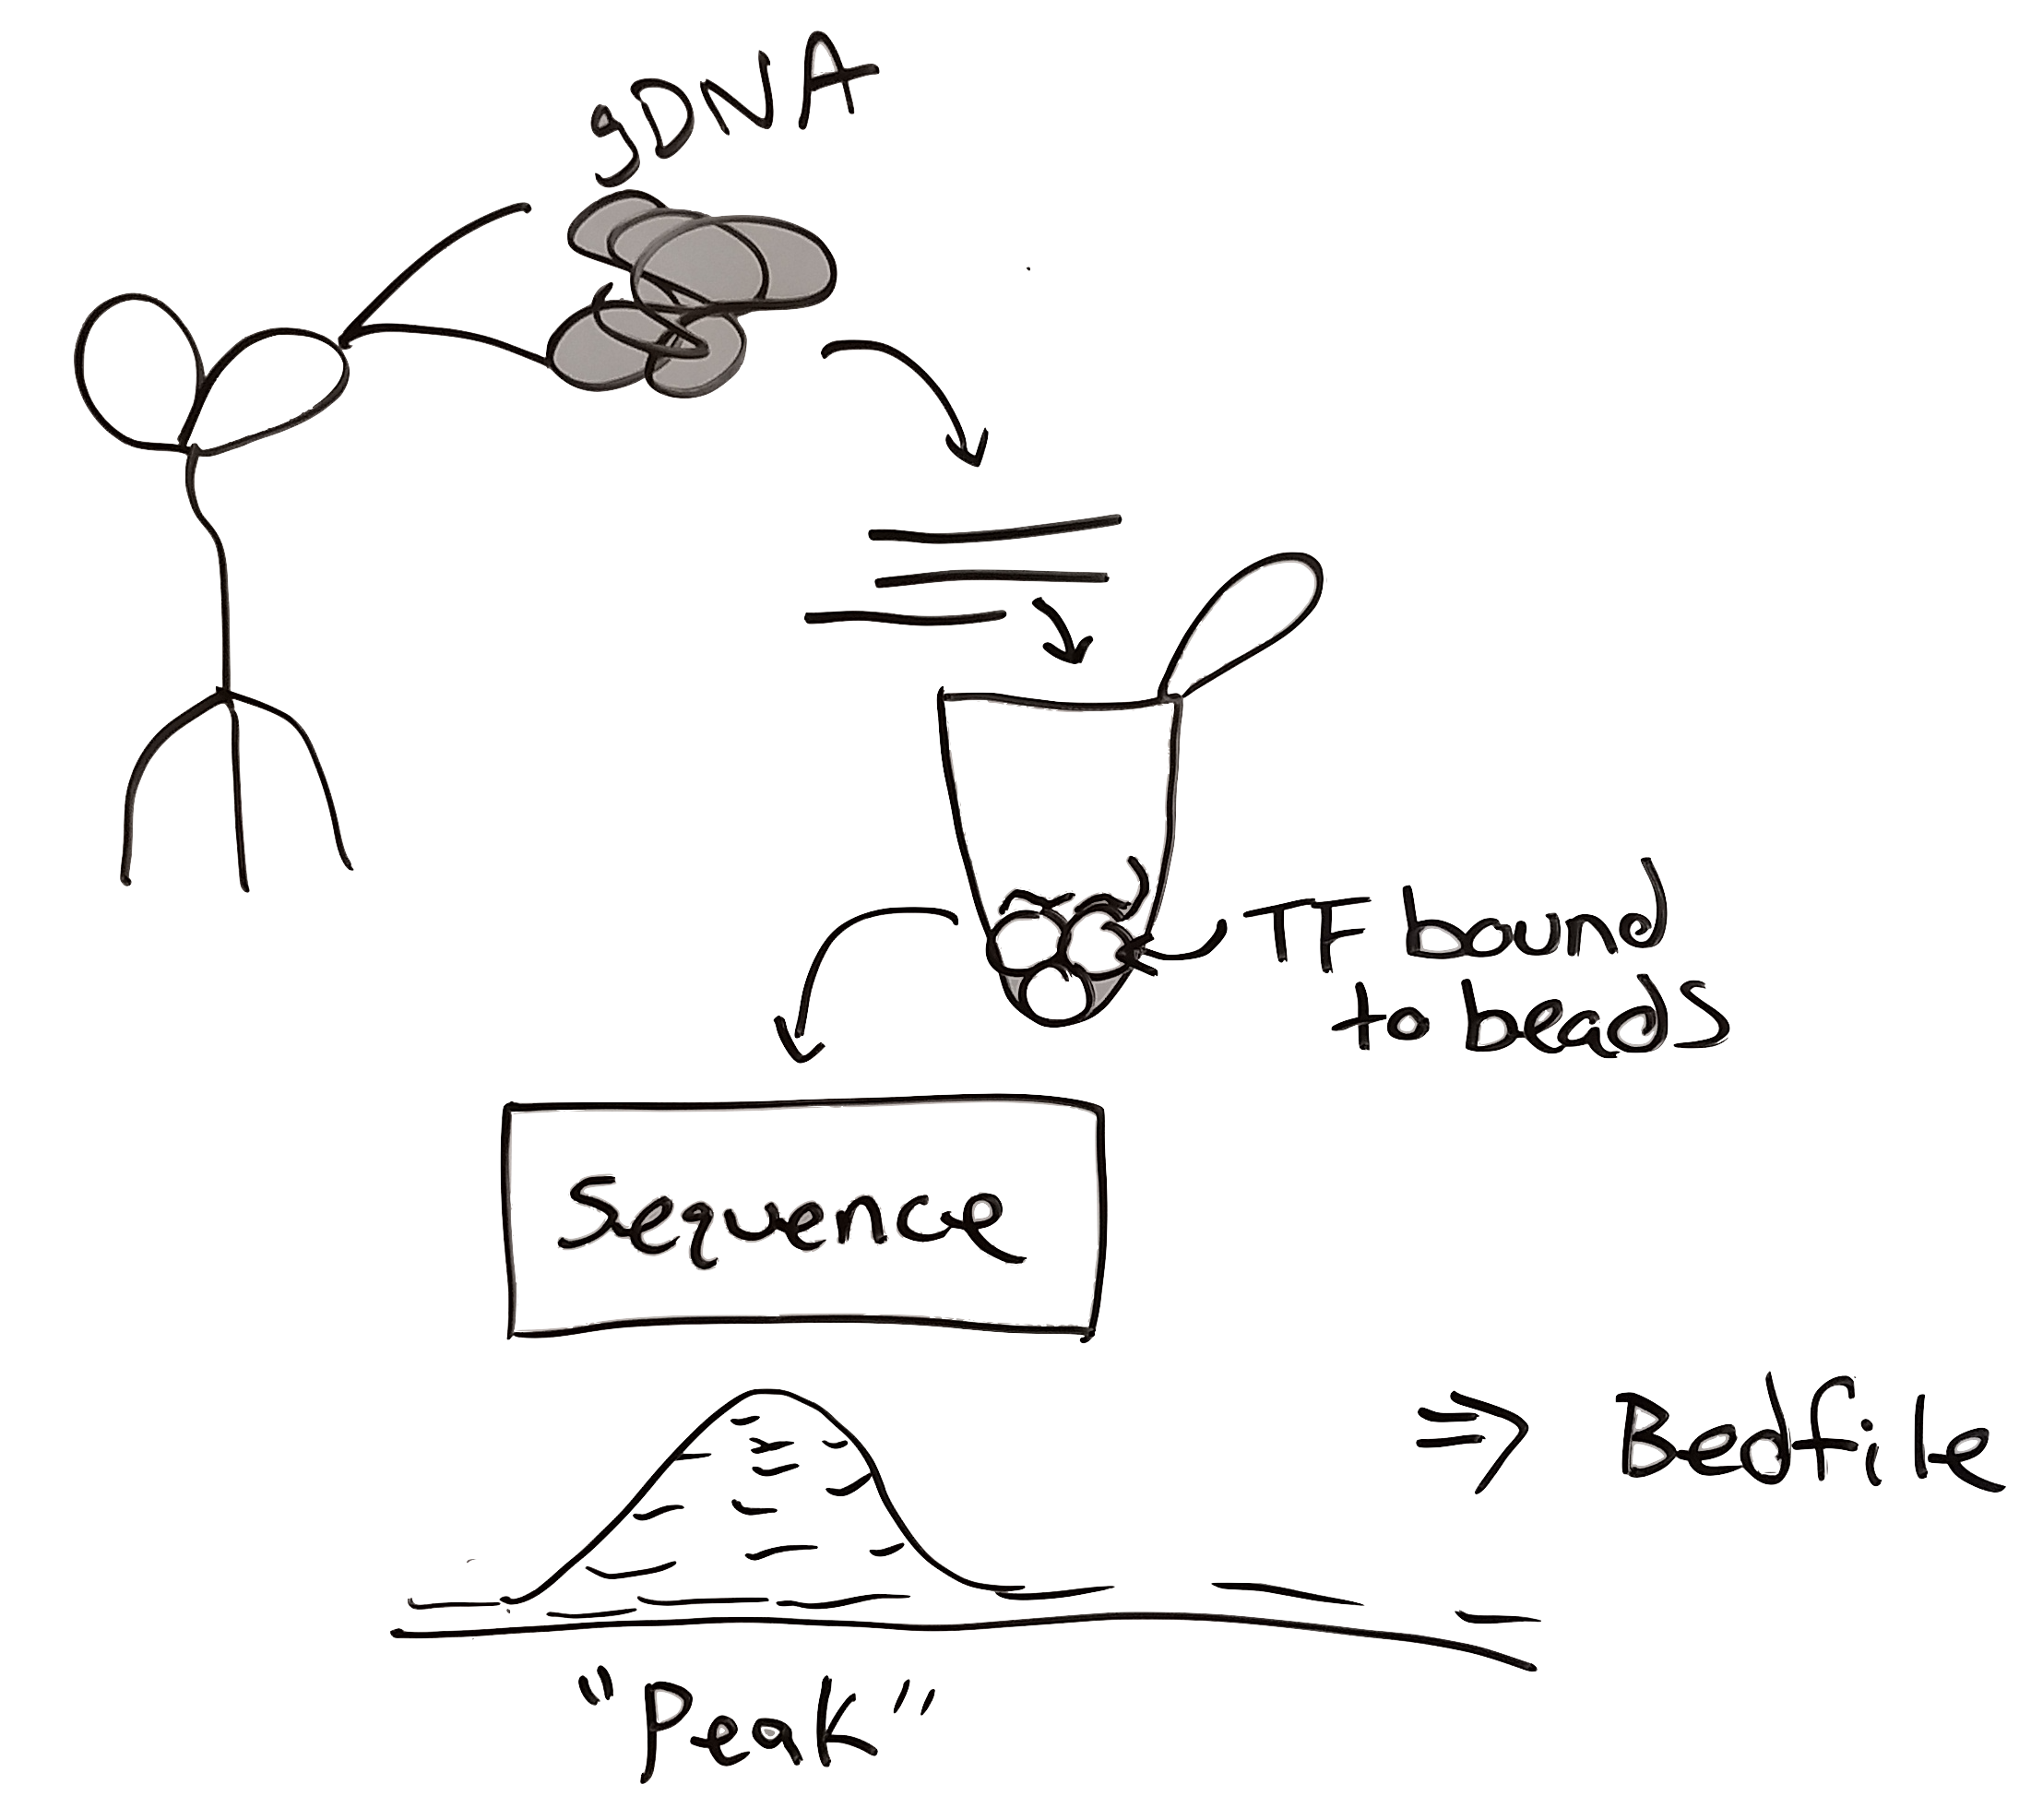 gDNA
TF bound
to beads
Sequence
⇒ Bedfile
"Peak"